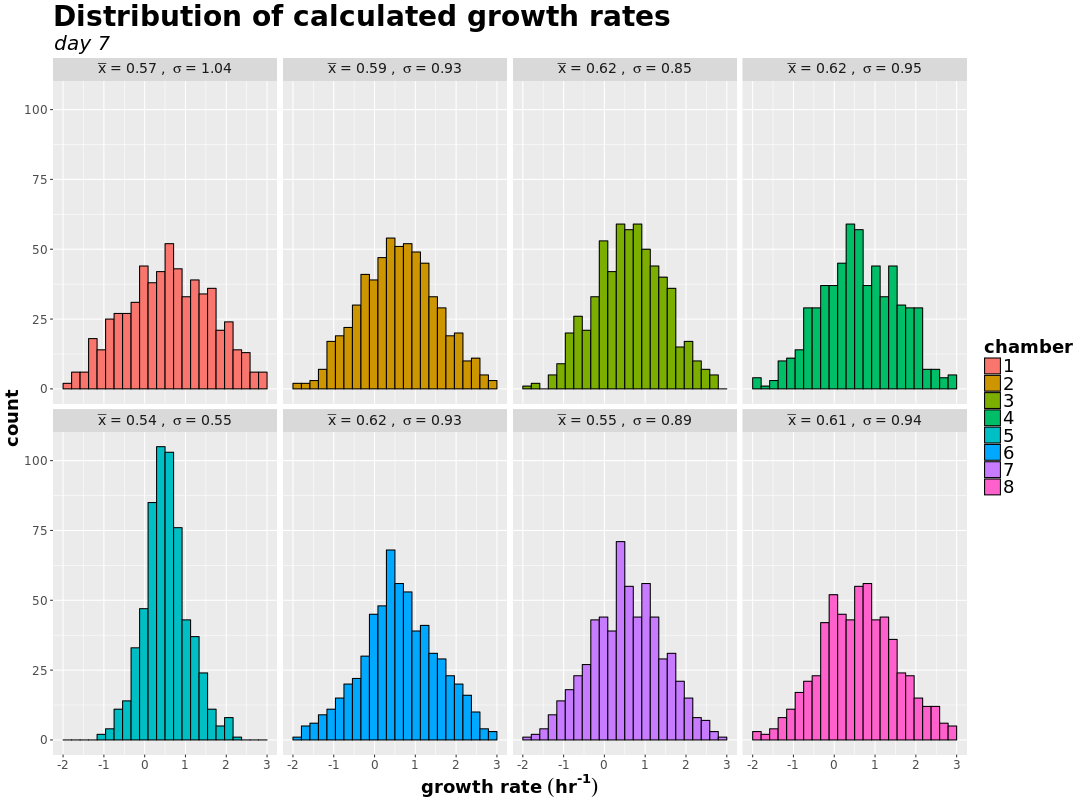 Distribution of calculated growth rates
day 7
x̅ = 0.57 , σ = 1.04
x̅ = 0.59 , σ = 0.93
x̅ = 0.62 , σ = 0.85
x̅ = 0.62 , σ = 0.95
100
75
50
25
0
count
x̅ = 0.54 , σ = 0.55
x̅ = 0.62 , σ = 0.93
x̅ = 0.55 , σ = 0.89
x̅ = 0.61 , σ = 0.94
100
75
50
25
0
-2 -1 0 1 2 3
-2 -1 0 1 2 3
-2 -1 0 1 2 3
-2 -1 0 1 2 3
growth rate (hr⁻¹)
chamber
1
2
3
4
5
6
7
8